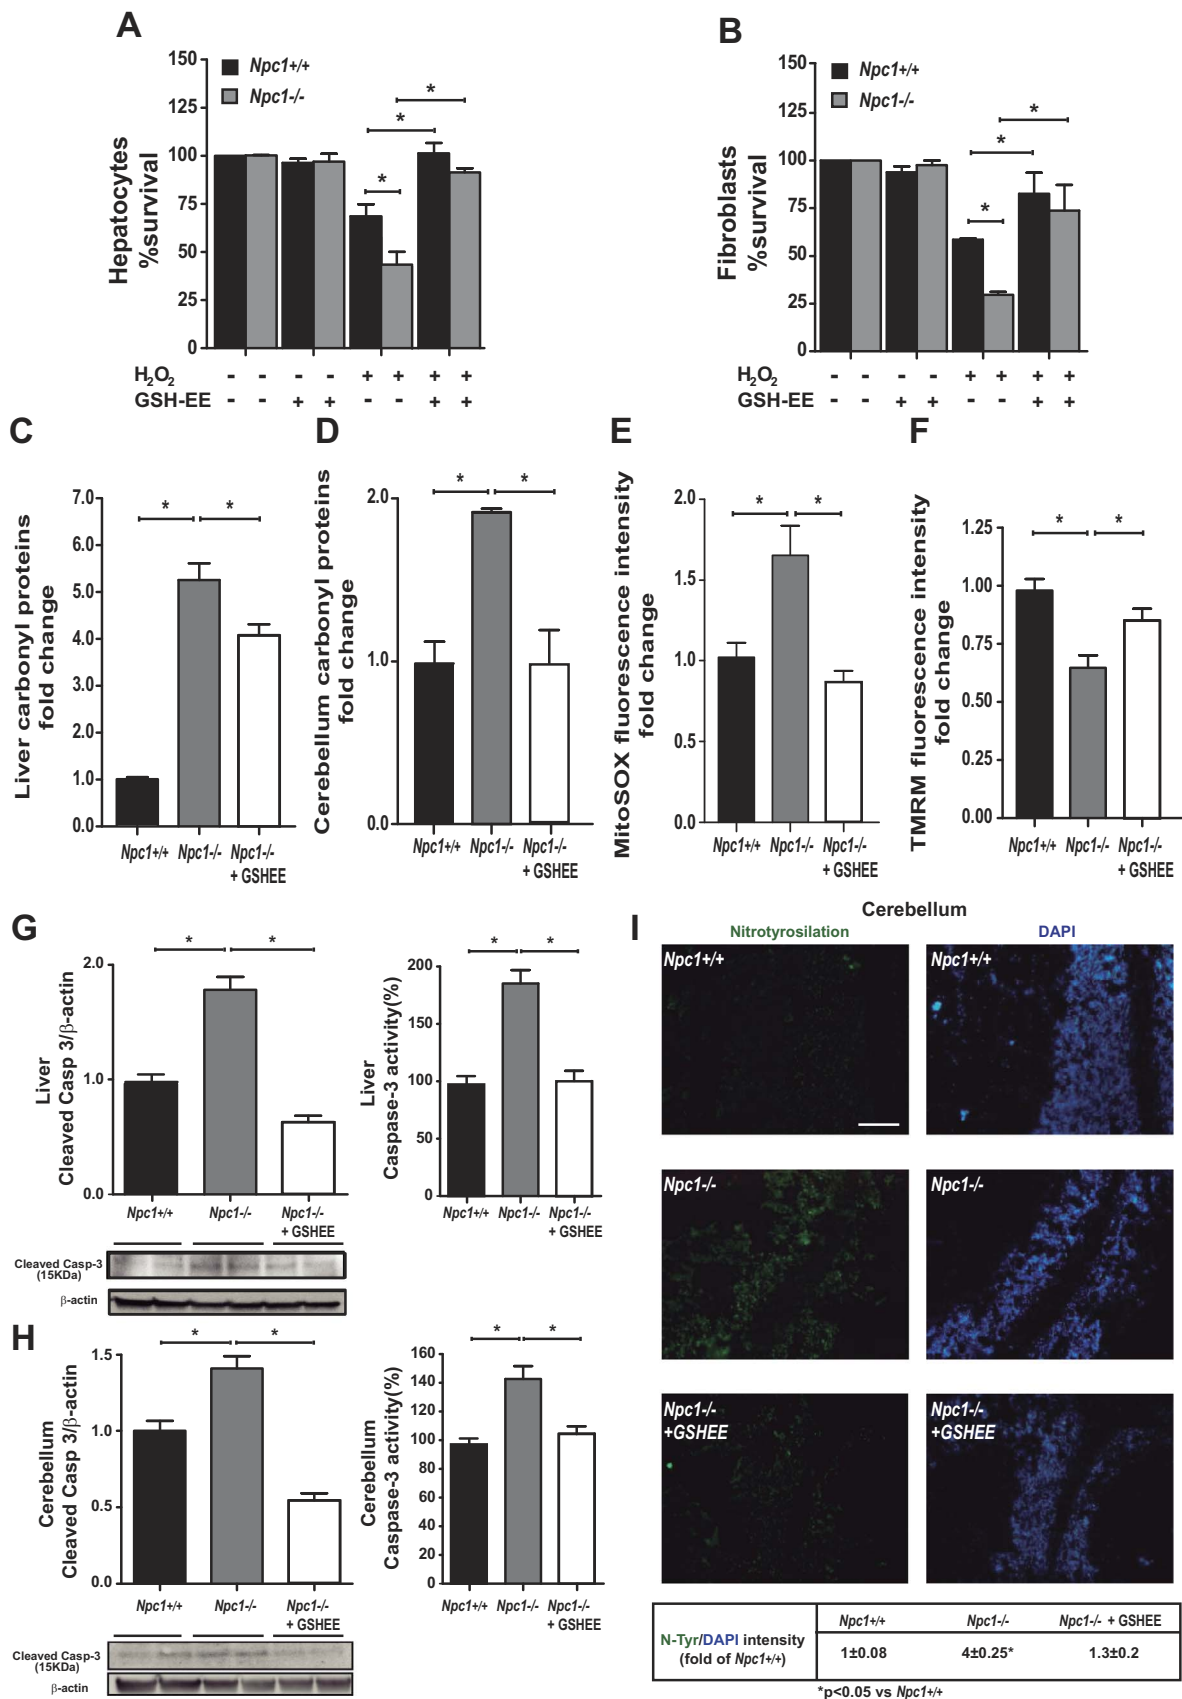 A
150
125
100
75
50
25
0
Hepatocytes
%survival
Npc1+/+
Npc1-/-
* * *
H₂O₂ - - - - + + + +
GSH-EE - - + + - - + +
B
150
125
100
75
50
25
0
Fibroblasts
%survival
Npc1+/+
Npc1-/-
* * *
H₂O₂ - - - - + + + +
GSH-EE - - + + - - + +
C
Liver carbonyl proteins
fold change
7.0
6.0
5.0
4.0
3.0
2.0
1.0
0.0
* *
Npc1+/+ Npc1-/- Npc1-/-
+ GSHEE
D
Cerebellum carbonyl proteins
fold change
2.0
1.0
0.0
* *
Npc1+/+ Npc1-/- Npc1-/-
+ GSHEE
E
MitoSOX fluorescence intensity
fold change
2.0
1.5
1.0
0.5
0.0
* *
Npc1+/+ Npc1-/- Npc1-/-
+ GSHEE
F
TMRM fluorescence intensity
fold change
1.25
1.00
0.75
0.50
0.25
0.00
* *
Npc1+/+ Npc1-/- Npc1-/-
+ GSHEE
G
Liver
Cleaved Casp 3/β-actin
2.0
1.0
0.0
* *
Npc1+/+ Npc1-/- Npc1-/-
+ GSHEE
Cleaved Casp-3
(15KDa)
β-actin
Liver
Caspase-3 activity(%)
200
150
100
50
0
* *
Npc1+/+ Npc1-/- Npc1-/-
+ GSHEE
H
Cerebellum
Cleaved Casp 3/β-actin
1.5
1.0
0.5
0.0
* *
Npc1+/+ Npc1-/- Npc1-/-
+ GSHEE
Cleaved Casp-3
(15KDa)
β-actin
Cerebellum
Caspase-3 activity(%)
160
140
120
100
80
60
40
20
0
* *
Npc1+/+ Npc1-/- Npc1-/-
+ GSHEE
I
Cerebellum
Nitrotyrosilation DAPI
Npc1+/+ Npc1+/+
Npc1-/- Npc1-/-
Npc1-/- Npc1-/-
+GSHEE +GSHEE
Npc1+/+ Npc1-/- Npc1-/- + GSHEE
N-Tyr/DAPI intensity
(fold of Npc1+/+)
1±0.08 4±0.25* 1.3±0.2
*p<0.05 vs Npc1+/+